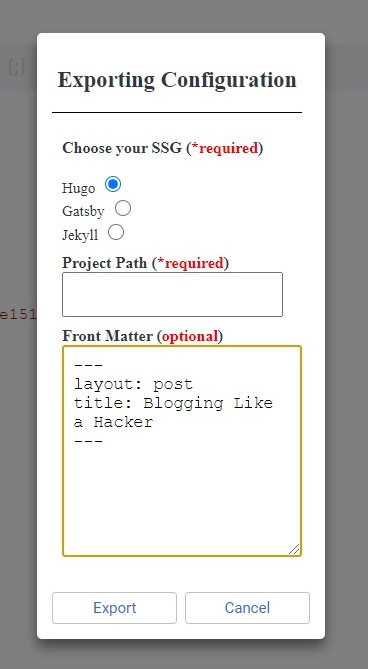 {;}
Exporting Configuration
Choose your SSG (*required)
Hugo
Gatsby
Jekyll
Project Path (*required)
e151
Front Matter (optional)
---
layout: post
title: Blogging Like
a Hacker
---
Export
Cancel